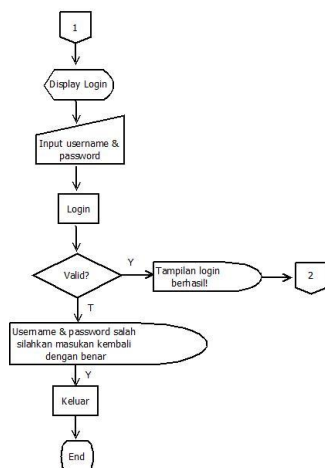 1
Display Login
Input username &
password
Login
Valid?
Y
Tampilan login
berhasil!
2
T
Username & password salah
silahkan masukan kembali
dengan benar
Y
Keluar
End